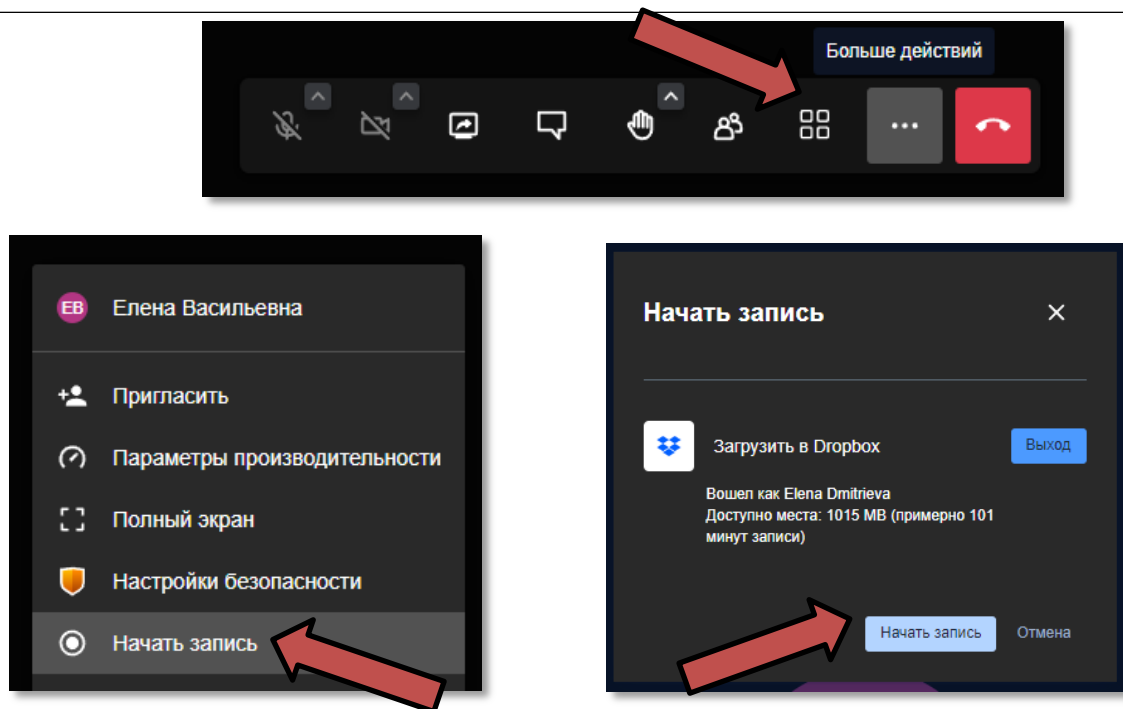 Больше действий
ЕВ Елена Васильевна
Пригласить
Параметры производительности
Полный экран
Настройки безопасности
Начать запись
Начать запись
Загрузить в Dropbox
Выход
Вошел как Elena Dmitrieva
Доступно места: 1015 MB (примерно 101
минут записи)
Начать запись Отмена